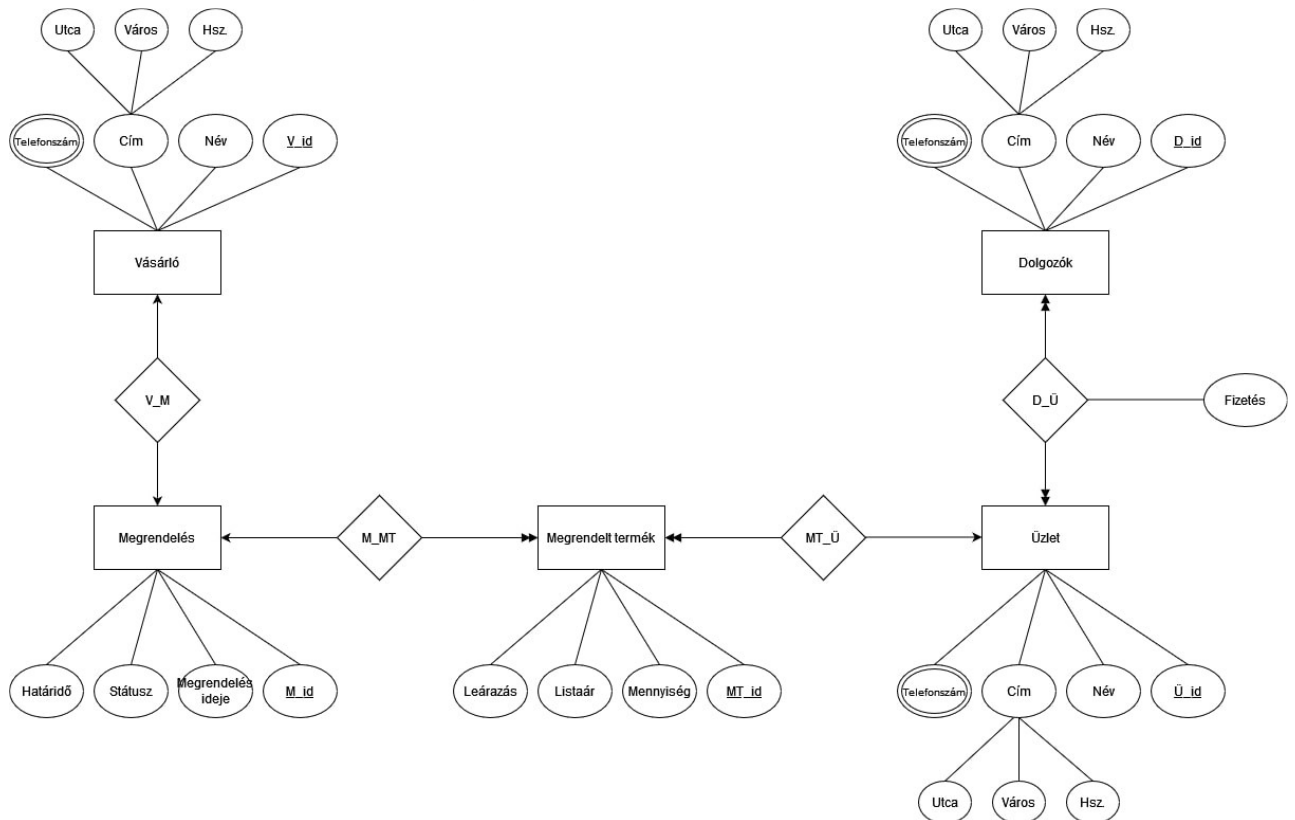 Utca
Város
Hsz.
Utca
Város
Hsz.
Telefonszám
Cím
Név
V_id
Telefonszám
Cím
Név
D_id
Vásárló
Dolgozók
V_M
D_Ü
Fizetés
Megrendelés
M_MT
Megrendelt termék
MT_Ü
Üzlet
Határidő
Státusz
Megrendelés
ideje
M_id
Leárazás
Listaár
Mennyiség
MT_id
Telefonszám
Cím
Név
Ü_id
Utca
Város
Hsz.